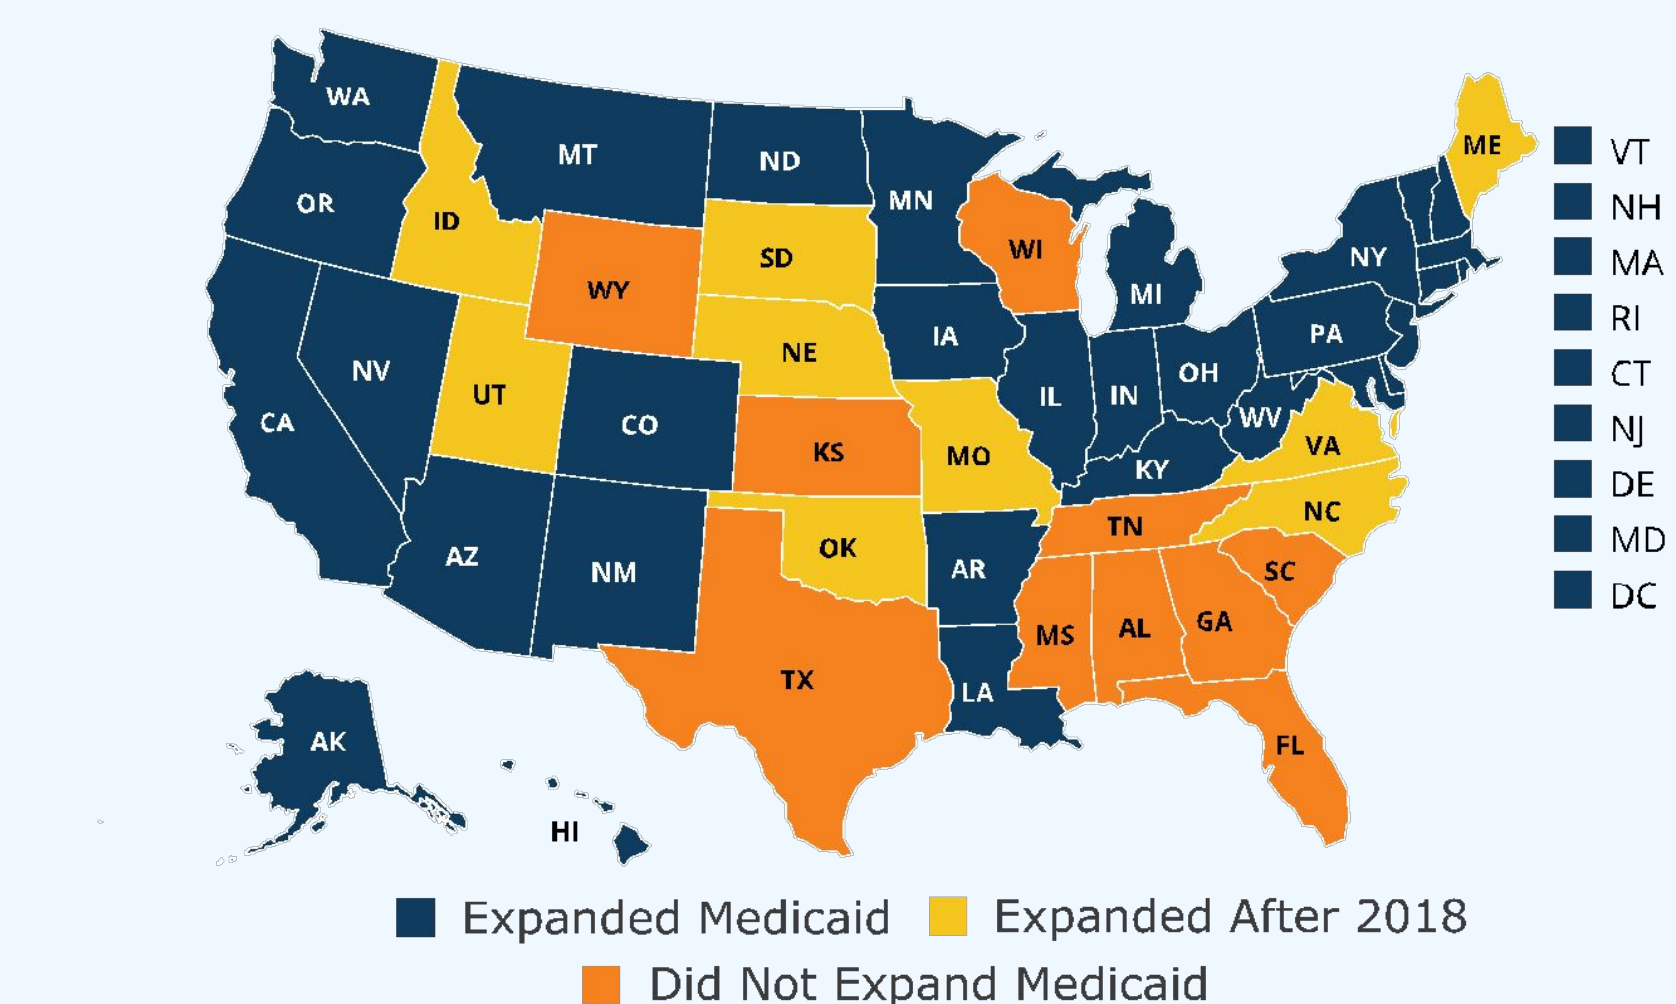 WA
MT
ND
MN
ME
VT
OR
ID
NH
WY
SD
WI
NY
MA
MI
RI
NV
UT
CO
NE
IA
IL
IN
OH
PA
CT
CA
KS
MO
WV
KY
VA
NJ
DE
AZ
NM
OK
AR
TN
NC
MD
SC
DC
TX
LA
MS
AL
GA
FL
AK
HI
Expanded Medicaid
Expanded After 2018
Did Not Expand Medicaid